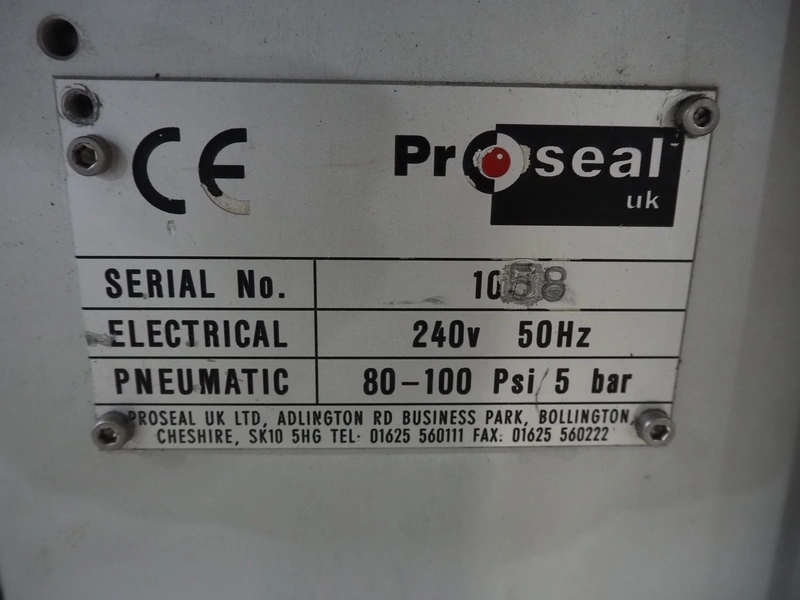 CE
Proseal
uk
SERIAL No. 1058
ELECTRICAL 240v 50Hz
PNEUMATIC 80-100 Psi/5 bar
PROSEAL UK LTD, ADLINGTON RD BUSINESS PARK, BOLLINGTON,
CHESHIRE, SK10 5HG TEL: 01625 560111 FAX: 01625 560222